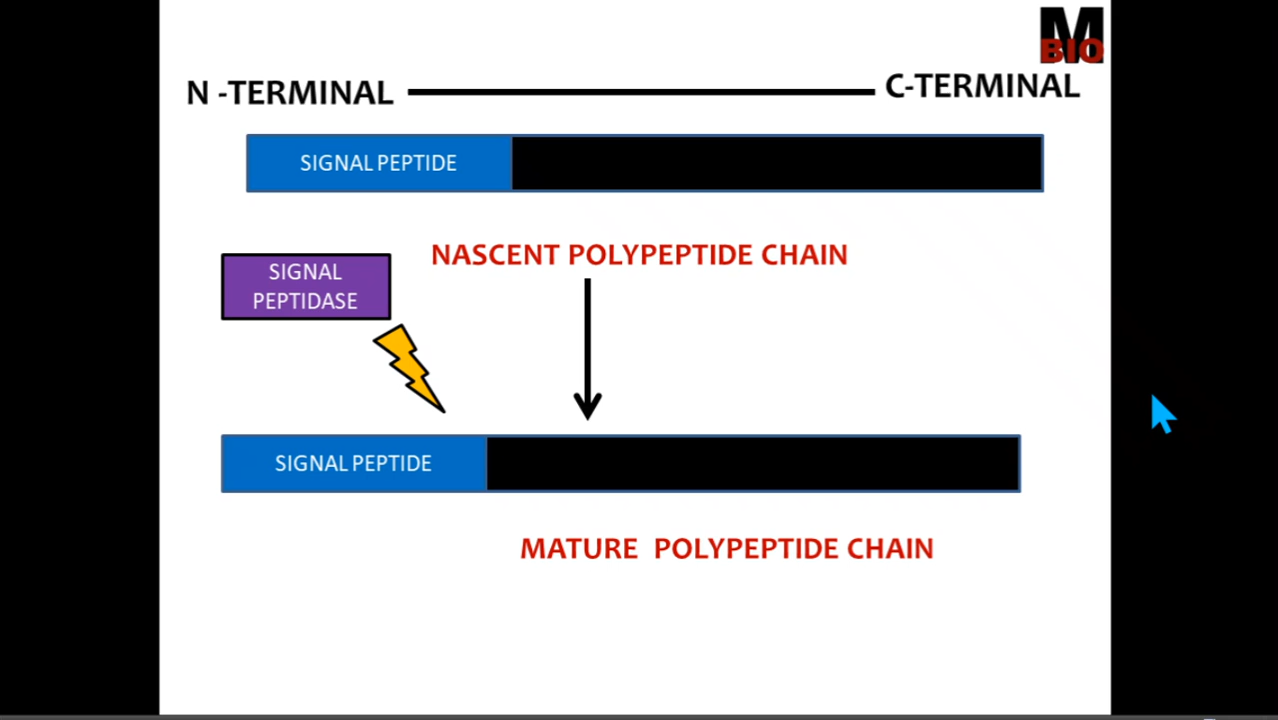 M
BIO
N -TERMINAL
C-TERMINAL
SIGNAL PEPTIDE
NASCENT POLYPEPTIDE CHAIN
SIGNAL
PEPTIDASE
SIGNAL PEPTIDE
MATURE POLYPEPTIDE CHAIN